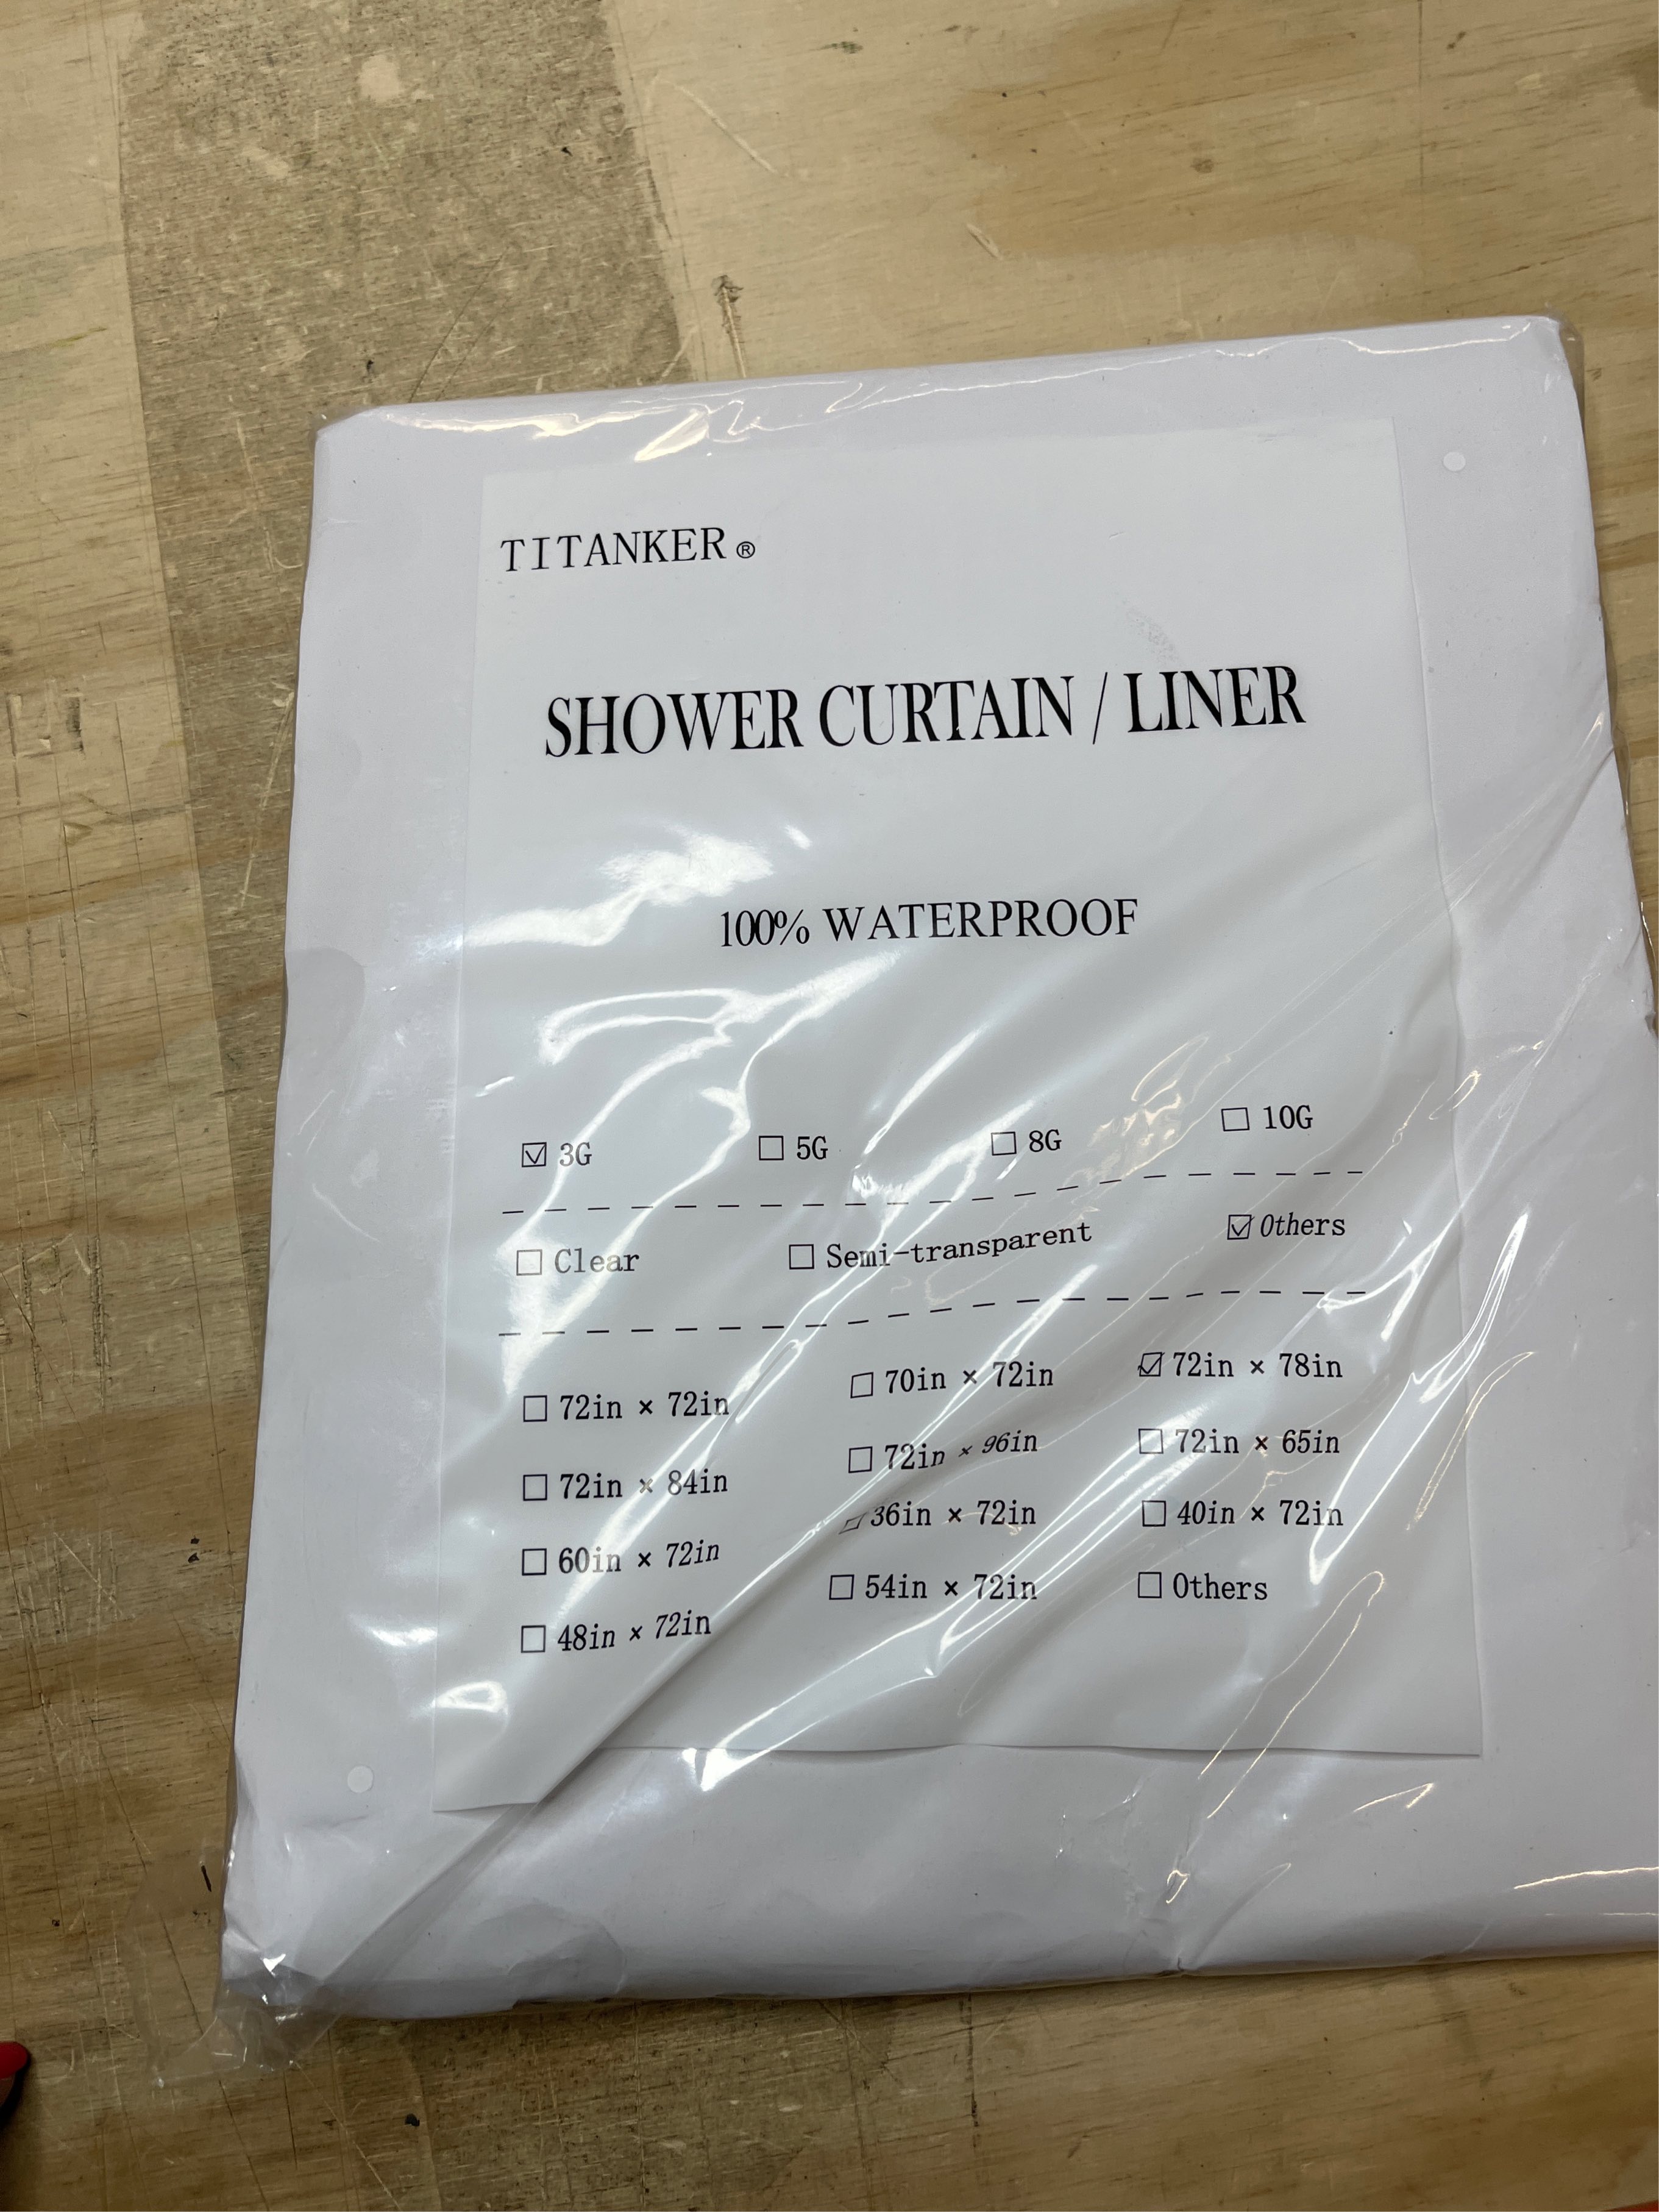 TITANKER®
SHOWER CURTAIN / LINER
100% WATERPROOF
☑ 3G ☐ 5G ☐ 8G ☐ 10G
☐ Clear ☐ Semi-transparent ☑ Others
☐ 72in × 72in ☐ 70in × 72in ☑ 72in × 78in
☐ 72in × 84in ☐ 72in × 96in ☐ 72in × 65in
☐ 60in × 72in ☐ 36in × 72in ☐ 40in × 72in
☐ 48in × 72in ☐ 54in × 72in ☐ Others